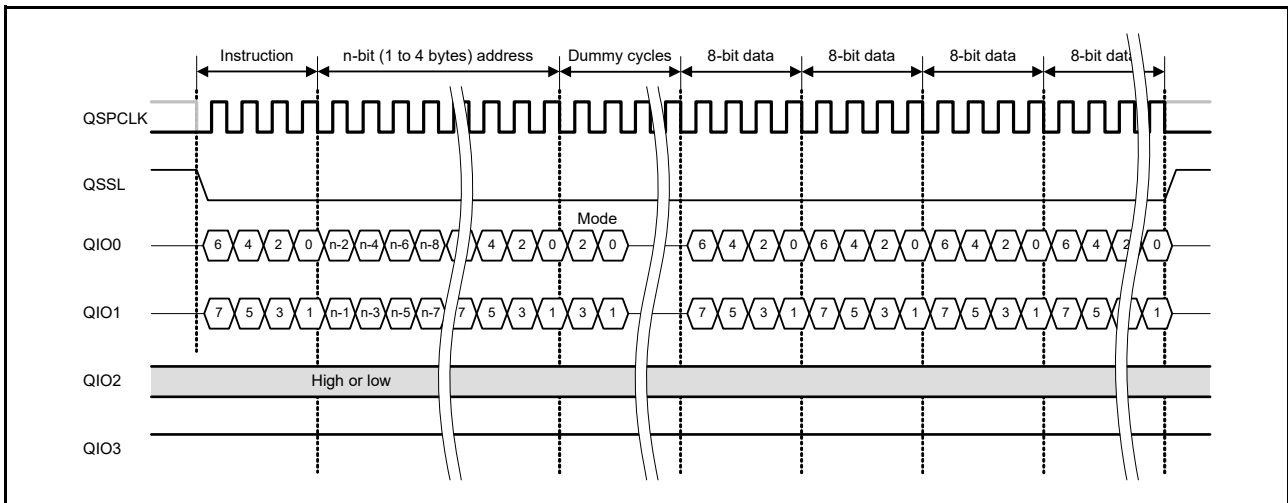 Instruction n-bit (1 to 4 bytes) address Dummy cycles 8-bit data 8-bit data 8-bit data 8-bit data
QSPCLK
QSSL
Mode
QIO0 6 4 2 0 n-2 n-4 n-6 n-8 4 2 0 2 0 6 4 2 0 6 4 2 0 6 4 2 0 6 4 2 0
QIO1 7 5 3 1 n-1 n-3 n-5 n-7 7 5 3 1 3 1 7 5 3 1 7 5 3 1 7 5 3 1 7 5 1
QIO2 High or low
QIO3